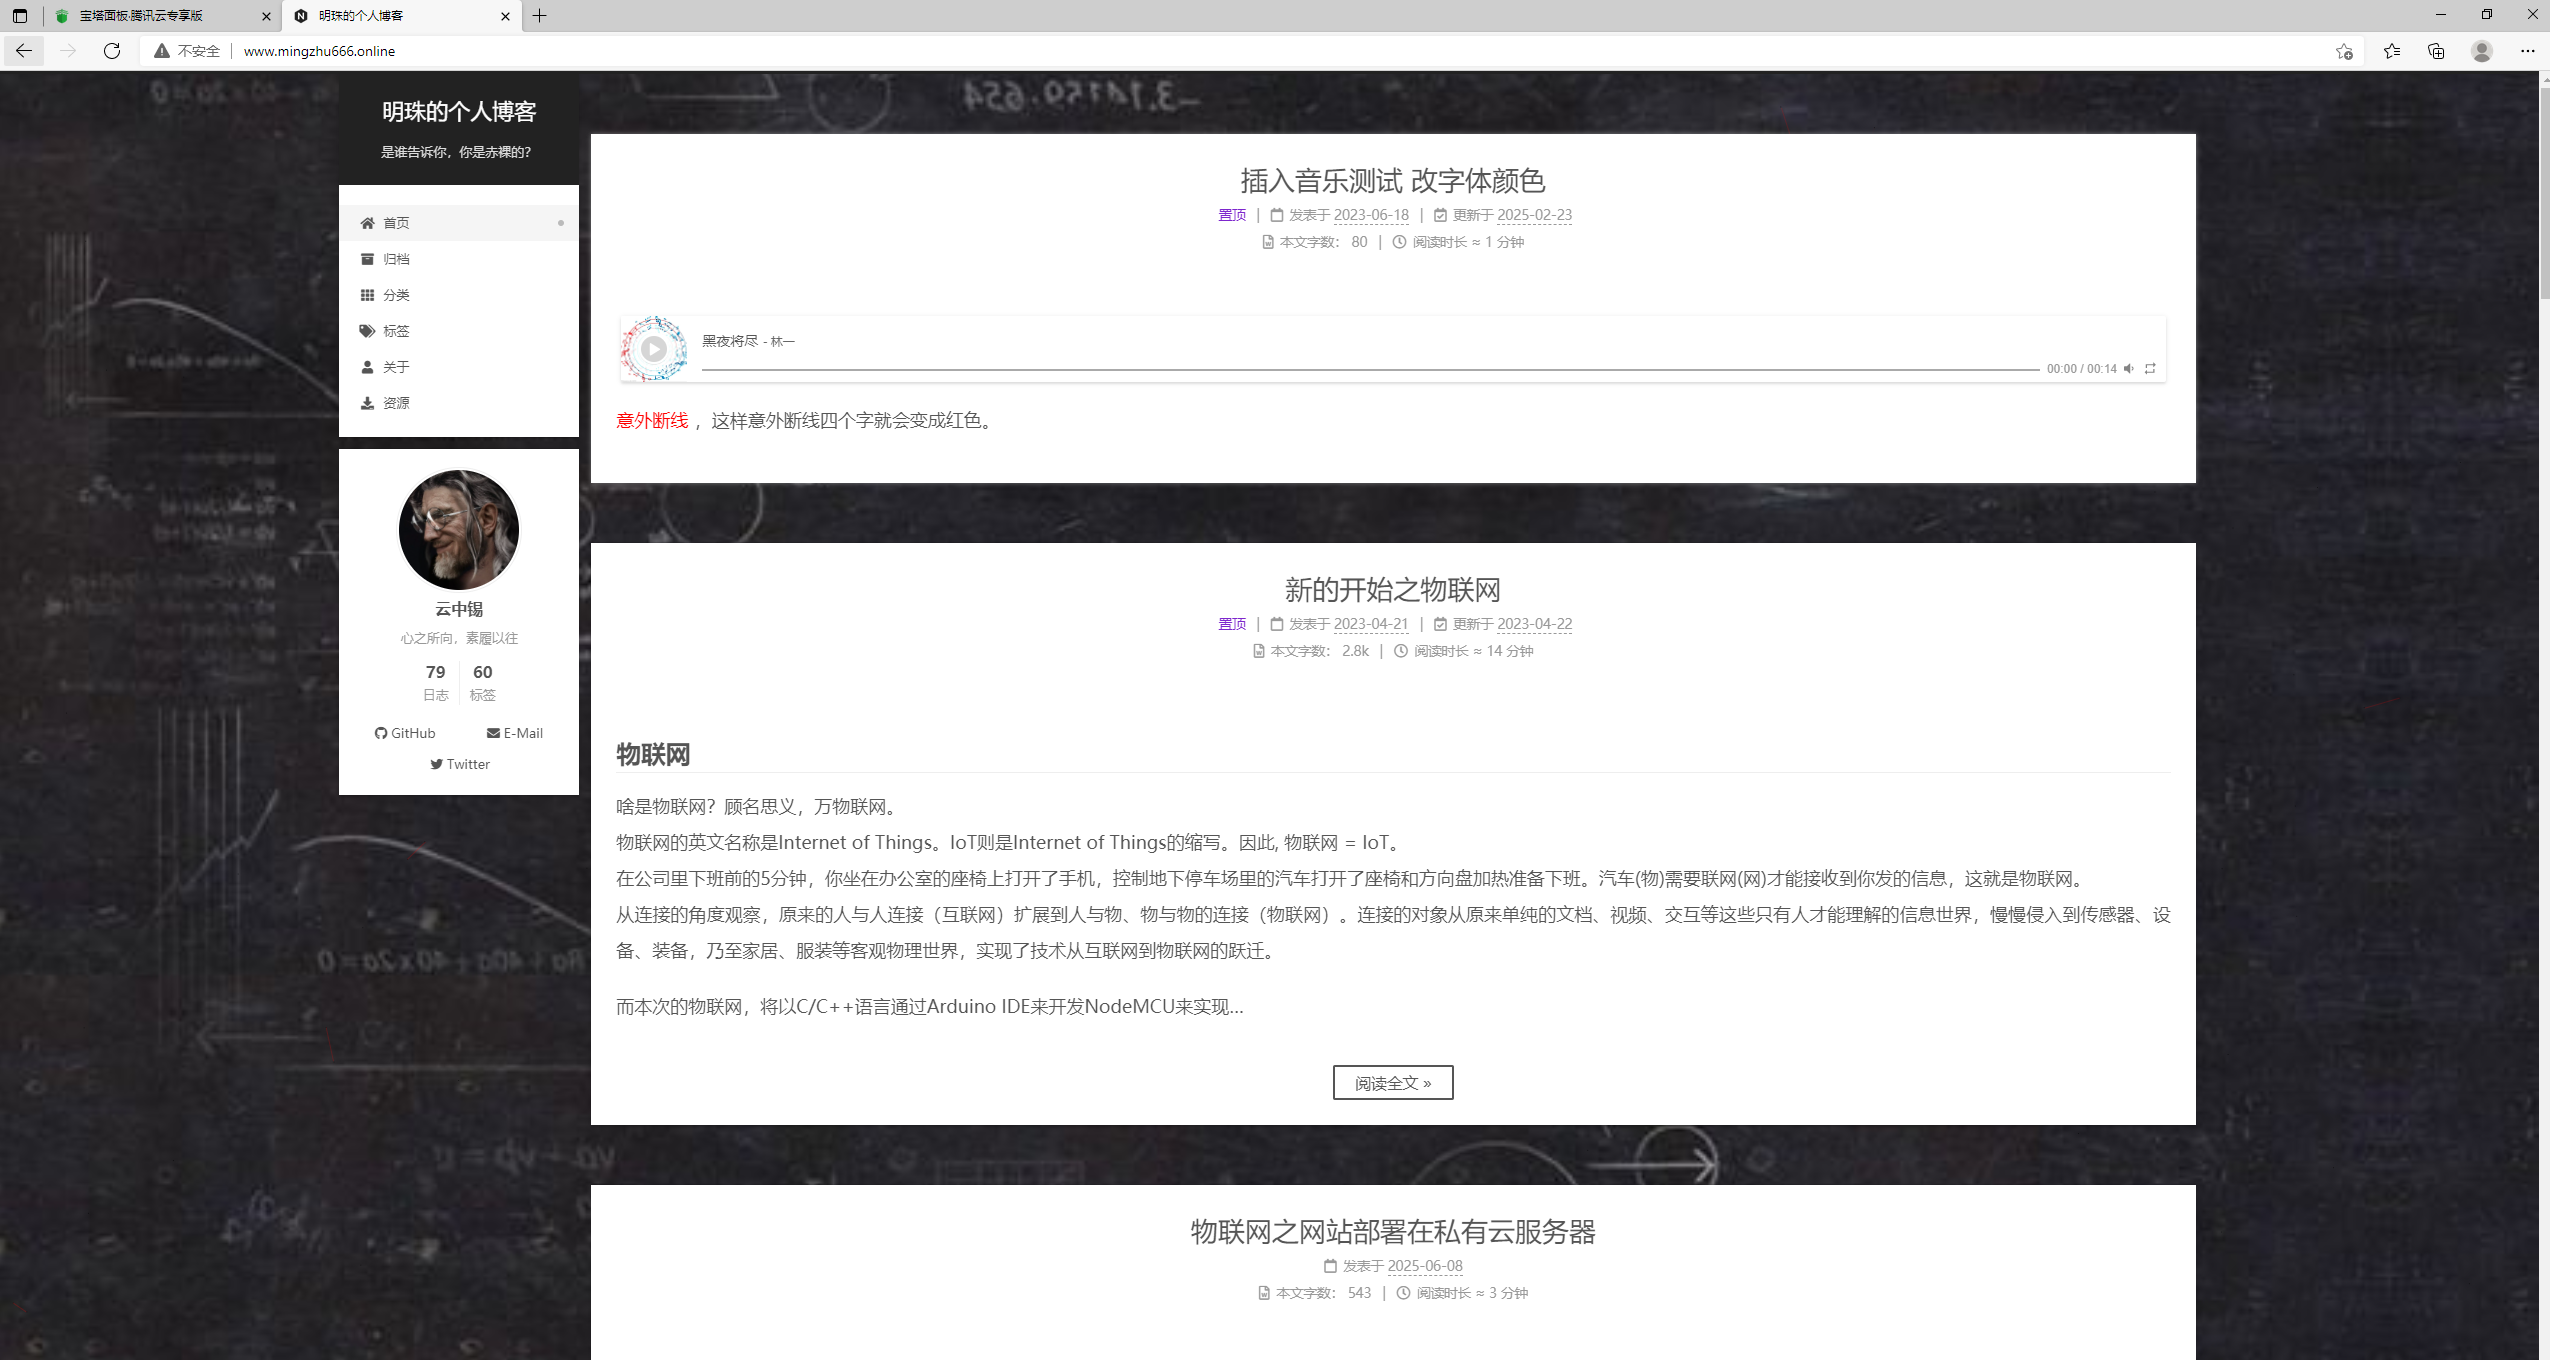 宝塔面板-腾讯云专享版
明珠的个人博客
不安全
www.mingzhu666.online
明珠的个人博客
是谁告诉你，你是赤裸的？
首页
归档
分类
标签
关于
资源
云中锡
心之所向，素履以往
79 60
日志 标签
GitHub E-Mail
Twitter
插入音乐测试 改字体颜色
置顶 | 发表于 2023-06-18 | 更新于 2025-02-23
本文字数： 80 | 阅读时长 ≈ 1 分钟
黑夜将尽 - 林一
00:00 / 00:14
意外断线 ，这样意外断线四个字就会变成红色。
新的开始之物联网
置顶 | 发表于 2023-04-21 | 更新于 2023-04-22
本文字数： 2.8k | 阅读时长 ≈ 14 分钟
物联网
啥是物联网？顾名思义，万物联网。
物联网的英文名称是Internet of Things。IoT则是Internet of Things的缩写。因此, 物联网 = IoT。
在公司里下班前的5分钟，你坐在办公室的座椅上打开了手机，控制地下停车场里的汽车打开了座椅和方向盘加热准备下班。汽车(物)需要联网(网)才能接收到你发的信息，这就是物联网。
从连接的角度观察，原来的人与人连接（互联网）扩展到人与物、物与物的连接（物联网）。连接的对象从原来单纯的文档、视频、交互等这些只有人才能理解的信息世界，慢慢侵入到传感器、设
备、装备，乃至家居、服装等客观物理世界，实现了技术从互联网到物联网的跃迁。
而本次的物联网，将以C/C++语言通过Arduino IDE来开发NodeMCU来实现...
阅读全文 »
物联网之网站部署在私有云服务器
发表于 2025-06-08
本文字数： 543 | 阅读时长 ≈ 3 分钟